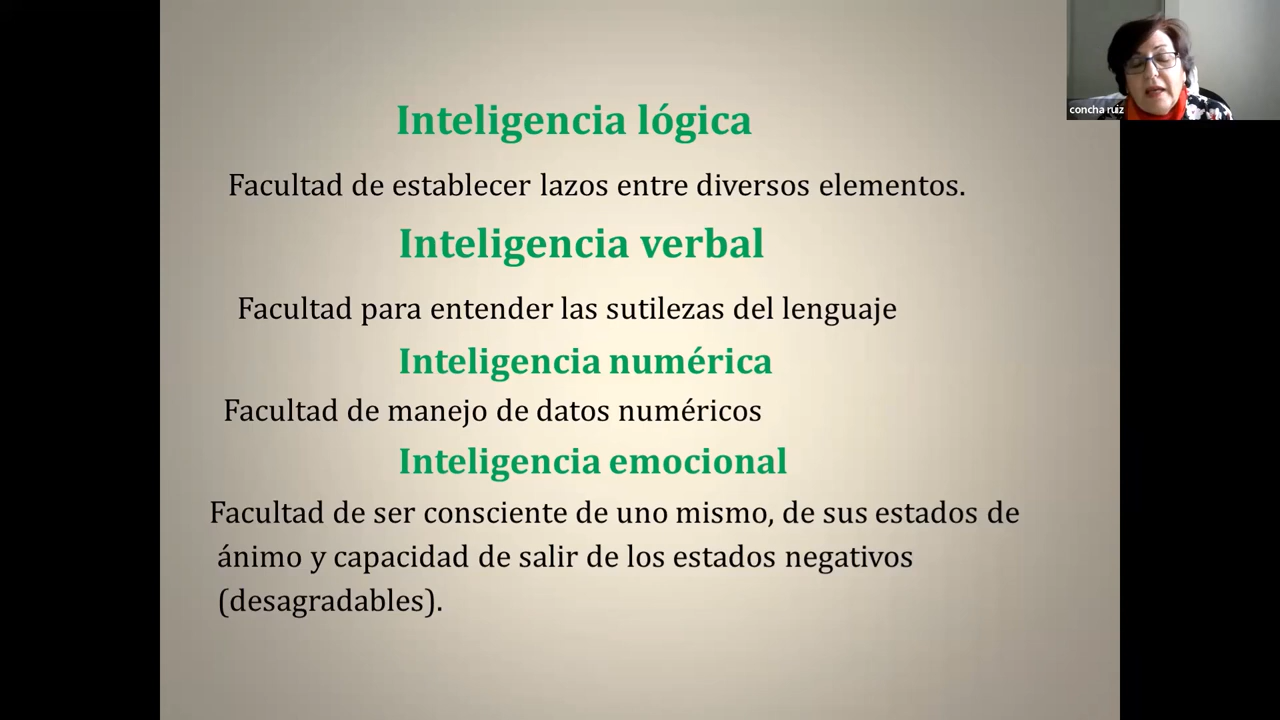 Inteligencia lógica
Facultad de establecer lazos entre diversos elementos.
Inteligencia verbal
Facultad para entender las sutilezas del lenguaje
Inteligencia numérica
Facultad de manejo de datos numéricos
Inteligencia emocional
Facultad de ser consciente de uno mismo, de sus estados de
ánimo y capacidad de salir de los estados negativos
(desagradables).
concha ruiz